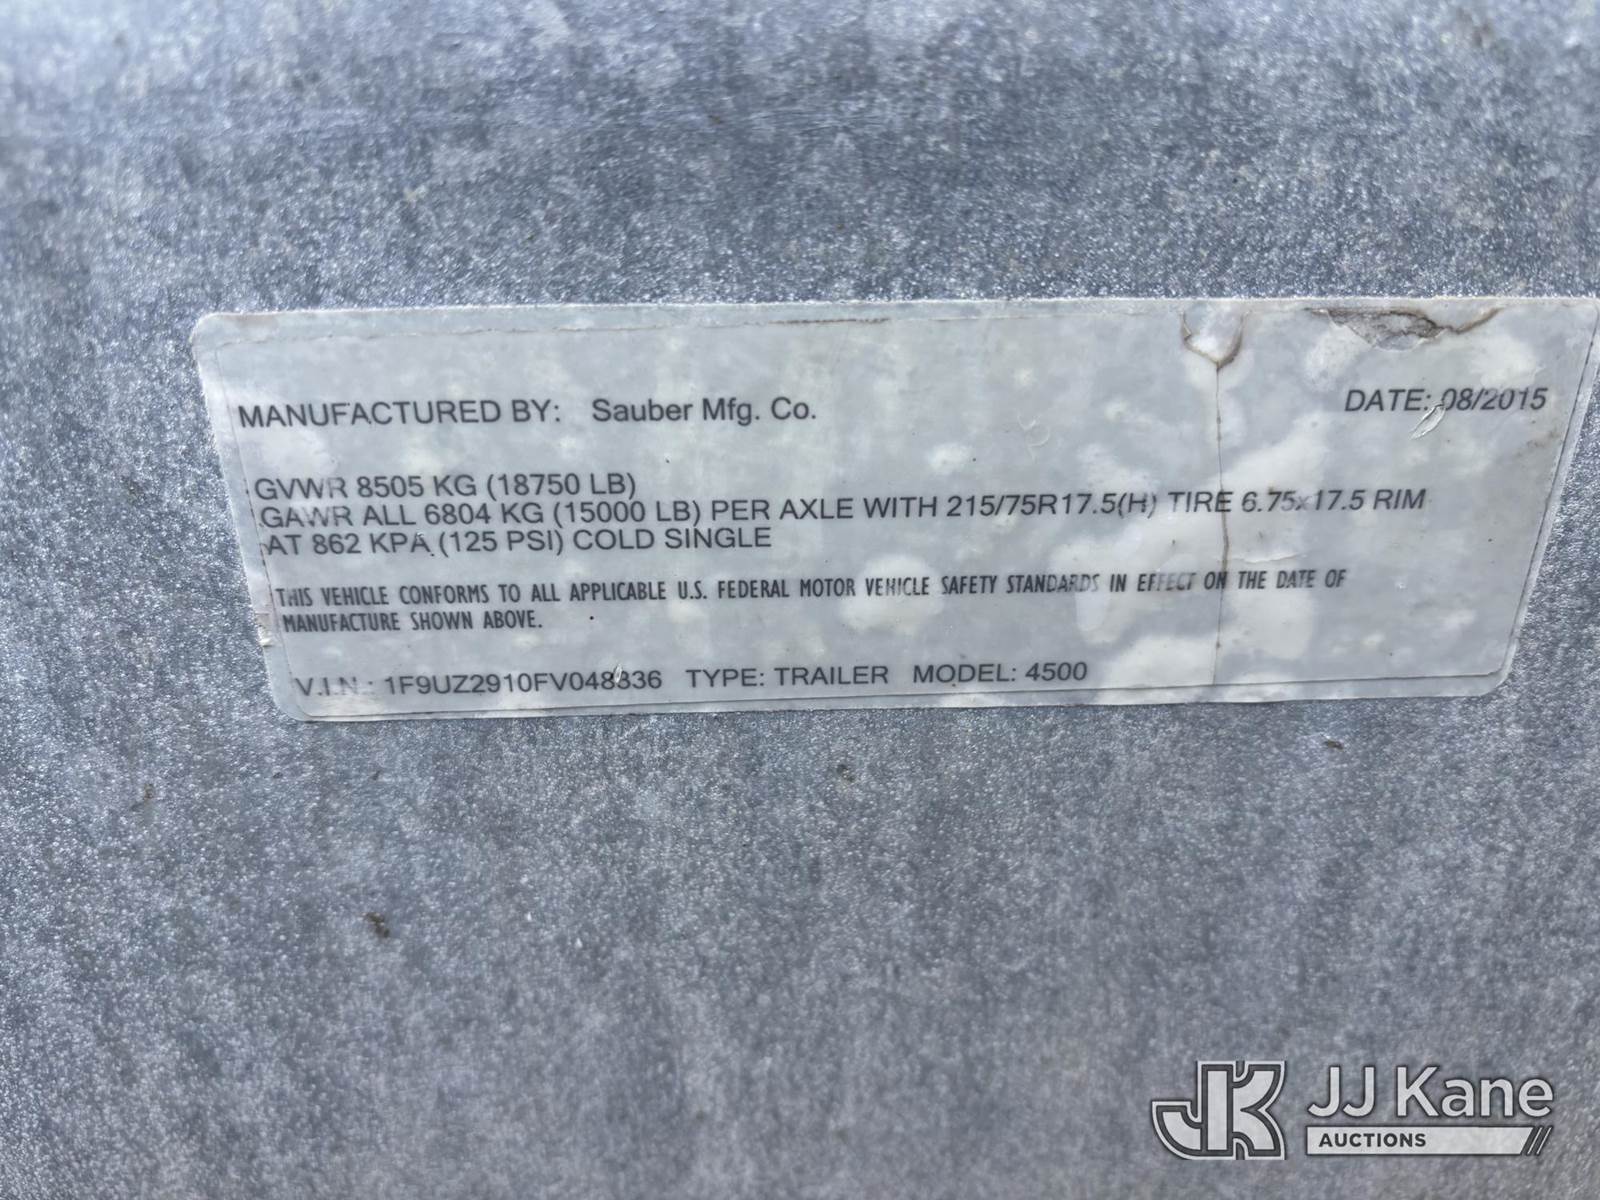 MANUFACTURED BY: Sauber Mfg. Co. DATE: 08/2015
GVWR 8505 KG (18750 LB)
GAWR ALL 6804 KG (15000 LB) PER AXLE WITH 215/75R17.5(H) TIRE 6.75x17.5 RIM
AT 862 KPA (125 PSI) COLD SINGLE
THIS VEHICLE CONFORMS TO ALL APPLICABLE U.S. FEDERAL MOTOR VEHICLE SAFETY STANDARDS IN EFFECT ON THE DATE OF
MANUFACTURE SHOWN ABOVE.
V.I.N.: 1F9UZ2910FV048336 TYPE: TRAILER MODEL: 4500
JK JJ Kane
AUCTIONS